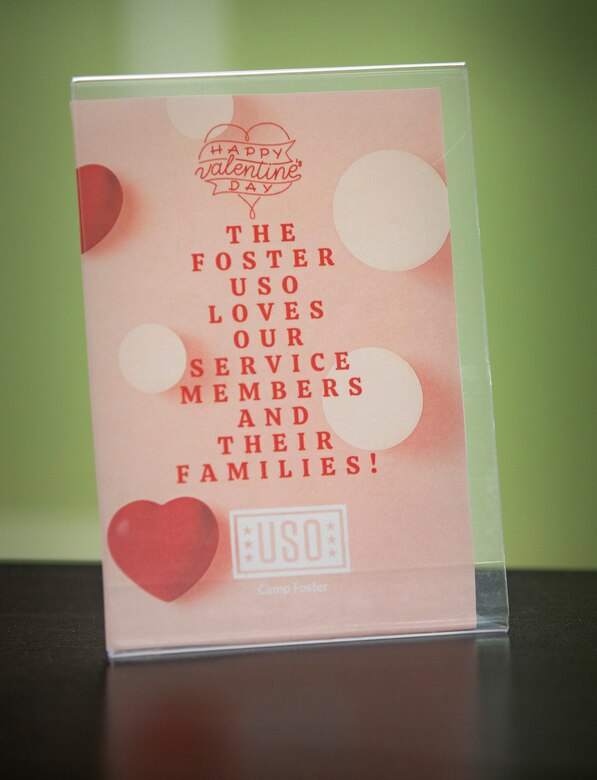 HAPPY
valentine's
DAY
THE
FOSTER
USO
LOVES
OUR
SERVICE
MEMBERS
AND
THEIR
FAMILIES!
USO
Camp Foster